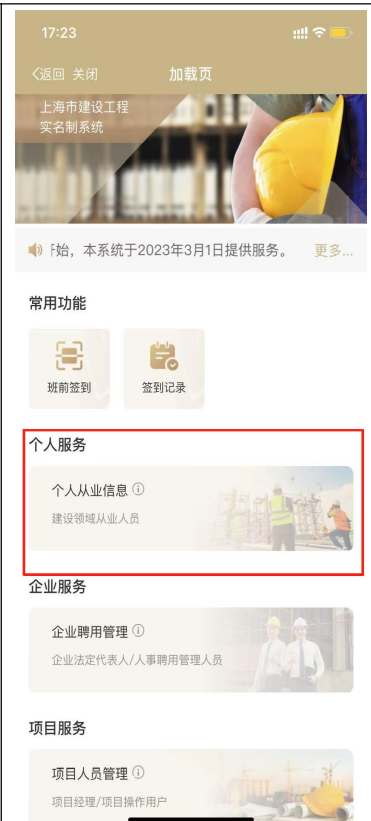 17:23
返回 关闭 加载页
上海市建设工程
实名制系统
开始，本系统于2023年3月1日提供服务。 更多...
常用功能
班前签到 签到记录
个人服务
个人从业信息
建设领域从业人员
企业服务
企业聘用管理
企业法定代表人/人事聘用管理人员
项目服务
项目人员管理
项目经理/项目操作用户